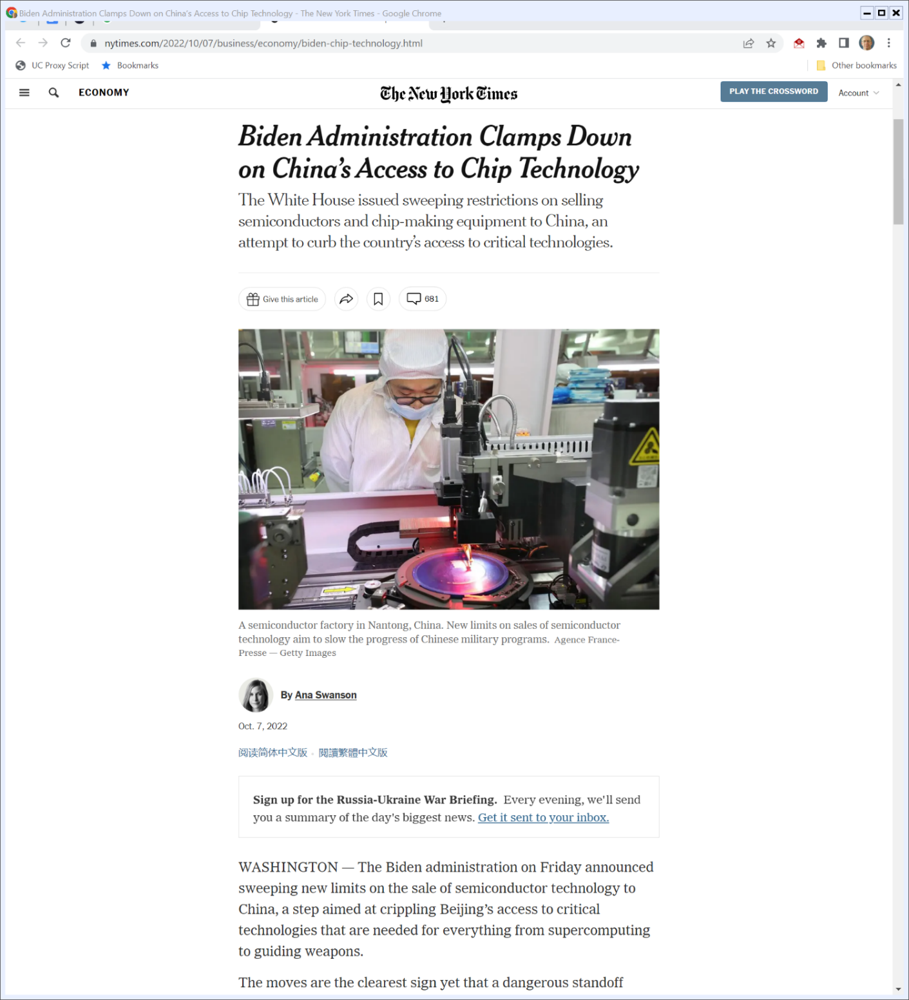 Biden Administration Clamps Down on China's Access to Chip Technology - The New York Times - Google Chrome
nytimes.com/2022/10/07/business/economy/biden-chip-technology.html
UC Proxy Script
Bookmarks
Other bookmarks
ECONOMY
The New York Times
PLAY THE CROSSWORD
Account
Biden Administration Clamps Down
on China’s Access to Chip Technology
The White House issued sweeping restrictions on selling
semiconductors and chip-making equipment to China, an
attempt to curb the country’s access to critical technologies.
Give this article
681
A semiconductor factory in Nantong, China. New limits on sales of semiconductor
technology aim to slow the progress of Chinese military programs. Agence France-
Presse — Getty Images
By Ana Swanson
Oct. 7, 2022
阅读简体中文版 · 閱讀繁體中文版
Sign up for the Russia-Ukraine War Briefing. Every evening, we'll send
you a summary of the day's biggest news. Get it sent to your inbox.
WASHINGTON — The Biden administration on Friday announced
sweeping new limits on the sale of semiconductor technology to
China, a step aimed at crippling Beijing’s access to critical
technologies that are needed for everything from supercomputing
to guiding weapons.
The moves are the clearest sign yet that a dangerous standoff